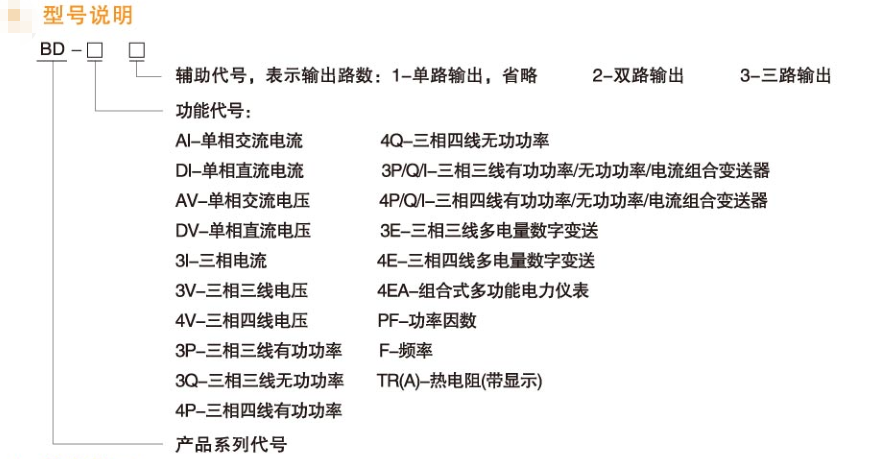 型号说明
BD-□ □
辅助代号，表示输出路数：1-单路输出，省略 2-双路输出 3-三路输出
功能代号：
AI-单相交流电流 4Q-三相四线无功功率
DI-单相直流电流 3P/Q/I-三相三线有功功率/无功功率/电流组合变送器
AV-单相交流电压 4P/Q/I-三相四线有功功率/无功功率/电流组合变送器
DV-单相直流电压 3E-三相三线多电量数字变送
3I-三相电流 4E-三相四线多电量数字变送
3V-三相三线电压 4EA-组合式多功能电力仪表
4V-三相四线电压 PF-功率因数
3P-三相三线有功功率 F-频率
3Q-三相三线无功功率 TR(A)-热电阻(带显示)
4P-三相四线有功功率
产品系列代号